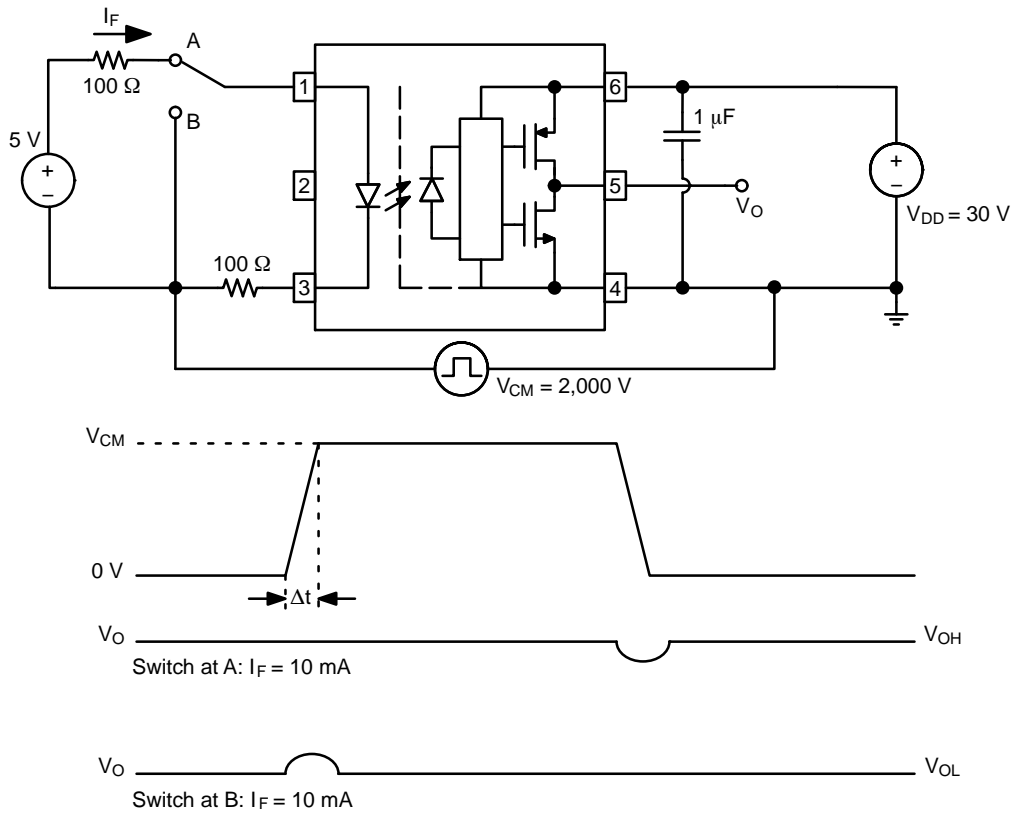 IF
A
100 Ω
B
5 V
+
–
1
2
3
100 Ω
6
5
4
1 μF
VO
+
–
VDD = 30 V
VCM = 2,000 V
VCM
0 V
Δt
VO
VOH
Switch at A: IF = 10 mA
VO
VOL
Switch at B: IF = 10 mA